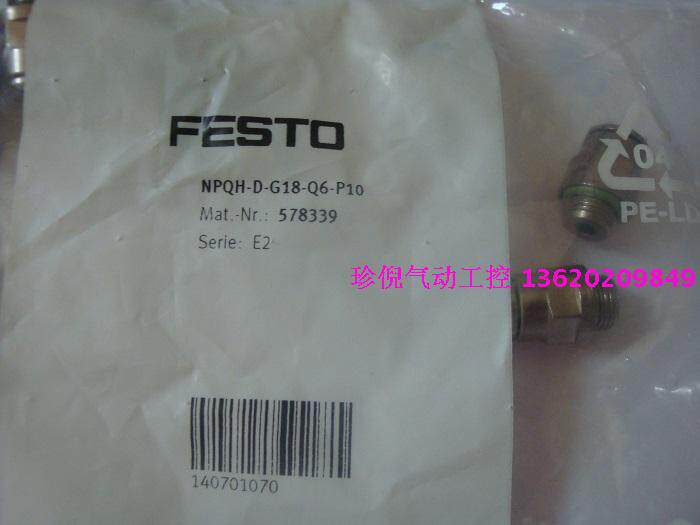 FESTO
NPQH-D-G18-Q6-P10
Mat.-Nr.: 578339
Serie: E2
珍倪气动工控 13620209849
140701070
04
PE-LD